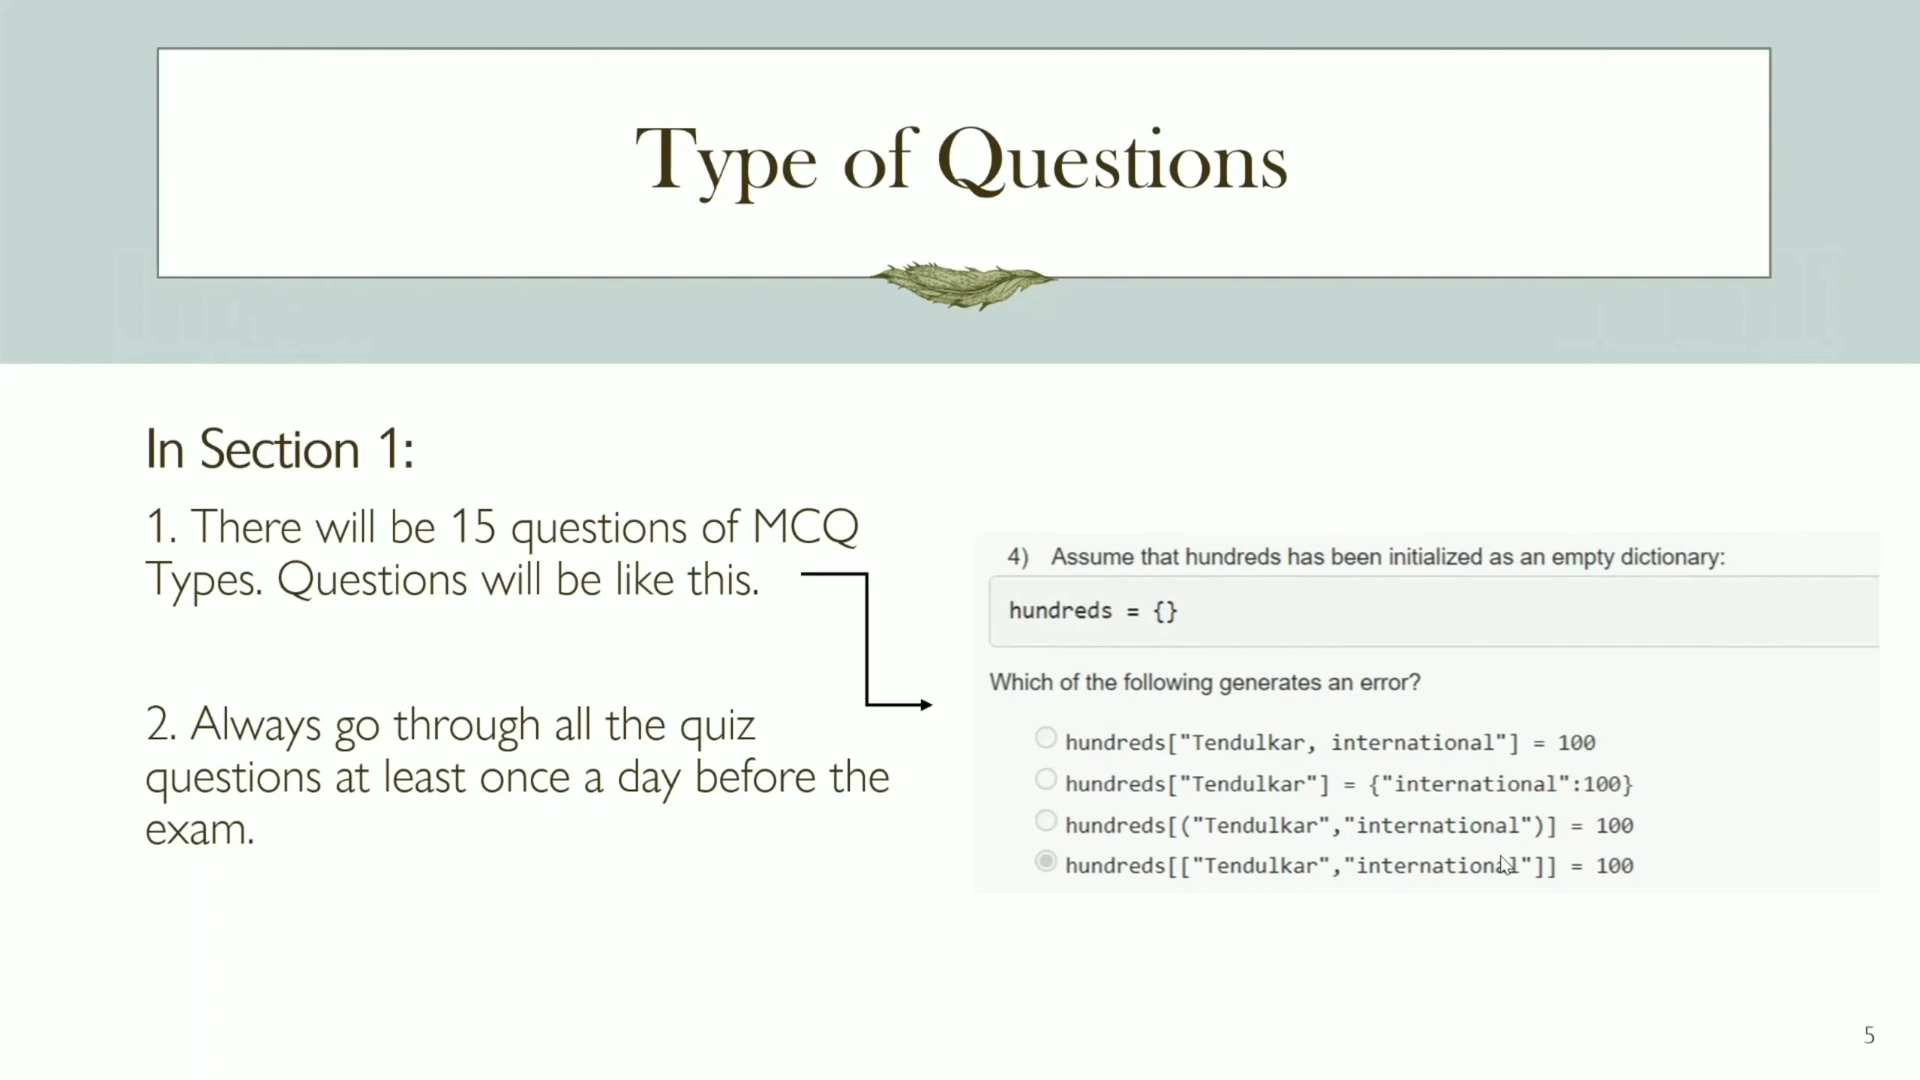 Type of Questions
In Section 1:
1. There will be 15 questions of MCQ
Types. Questions will be like this.
2. Always go through all the quiz
questions at least once a day before the
exam.
4) Assume that hundreds has been initialized as an empty dictionary:
hundreds = {}
Which of the following generates an error?
hundreds["Tendulkar, international"] = 100
hundreds["Tendulkar"] = {"international":100}
hundreds[("Tendulkar","international")] = 100
hundreds[["Tendulkar","international"]] = 100
5